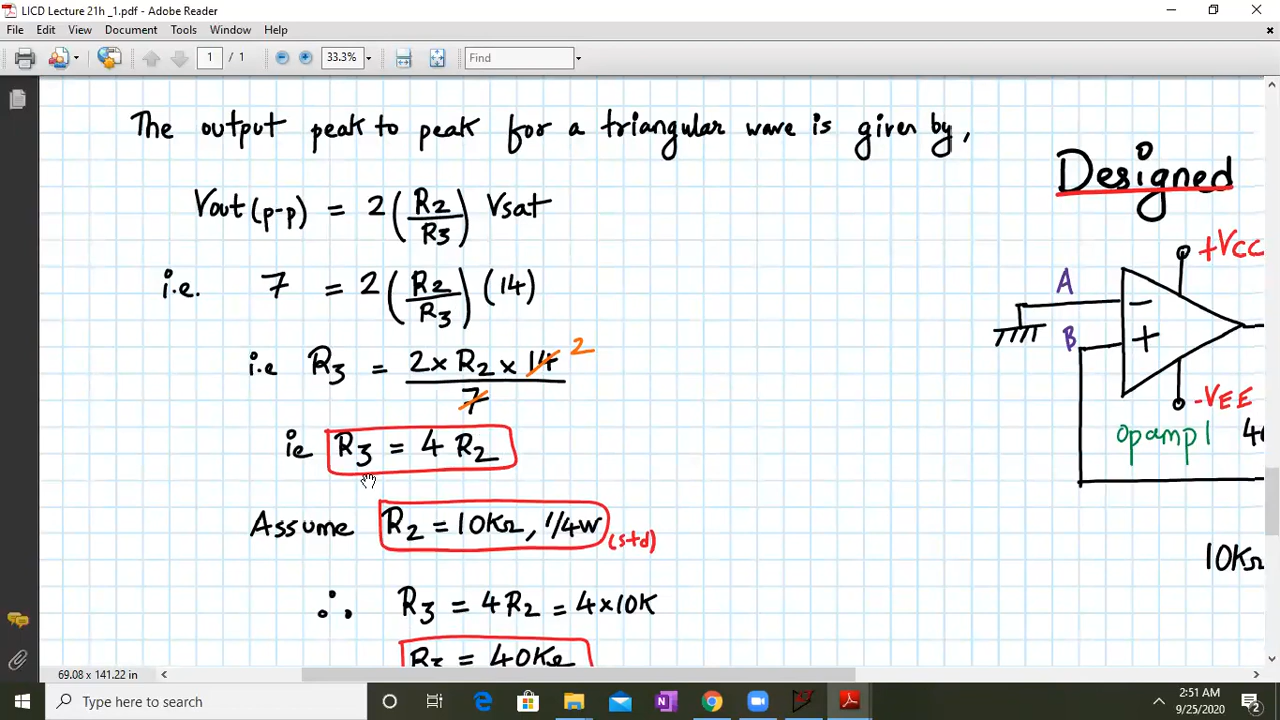 LICD Lecture 21h _1.pdf - Adobe Reader
File Edit View Document Tools Window Help
1 / 1 33.3% Find
The output peak to peak for a triangular wave is given by,
Vout(p-p) = 2 (R2/R3) Vsat
i.e. 7 = 2 (R2/R3) (14)
i.e R3 = 2 x R2 x 14 2
7
ie R3 = 4 R2
Assume R2 = 10KΩ, 1/4W (std)
∴ R3 = 4R2 = 4x10K
R3 = 40KΩ
Designed
+VCC
A
-
B
+
-VEE
opamp1
10KΩ
69.08 x 141.22 in
Type here to search
2:51 AM
9/25/2020
2